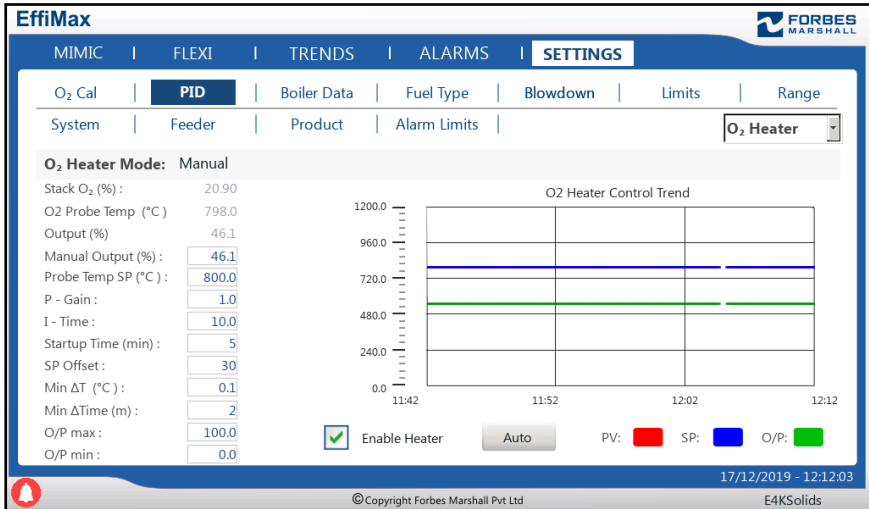 EffiMax
FORBES
MARSHALL
MIMIC | FLEXI | TRENDS | ALARMS | SETTINGS
O₂ Cal | PID | Boiler Data | Fuel Type | Blowdown | Limits | Range
System | Feeder | Product | Alarm Limits |
O₂ Heater
O₂ Heater Mode: Manual
Stack O₂ (%) : 20.90
O2 Probe Temp (°C ) 798.0
Output (%) 46.1
Manual Output (%) : 46.1
Probe Temp SP (°C ) : 800.0
P - Gain : 1.0
I - Time : 10.0
Startup Time (min) : 5
SP Offset : 30
Min ΔT (°C ) : 0.1
Min ΔTime (m) : 2
O/P max : 100.0
O/P min : 0.0
O2 Heater Control Trend
1200.0
960.0
720.0
480.0
240.0
0.0
11:42 11:52 12:02 12:12
Enable Heater Auto PV: SP: O/P:
17/12/2019 - 12:12:03
©Copyright Forbes Marshall Pvt Ltd
E4KSolids